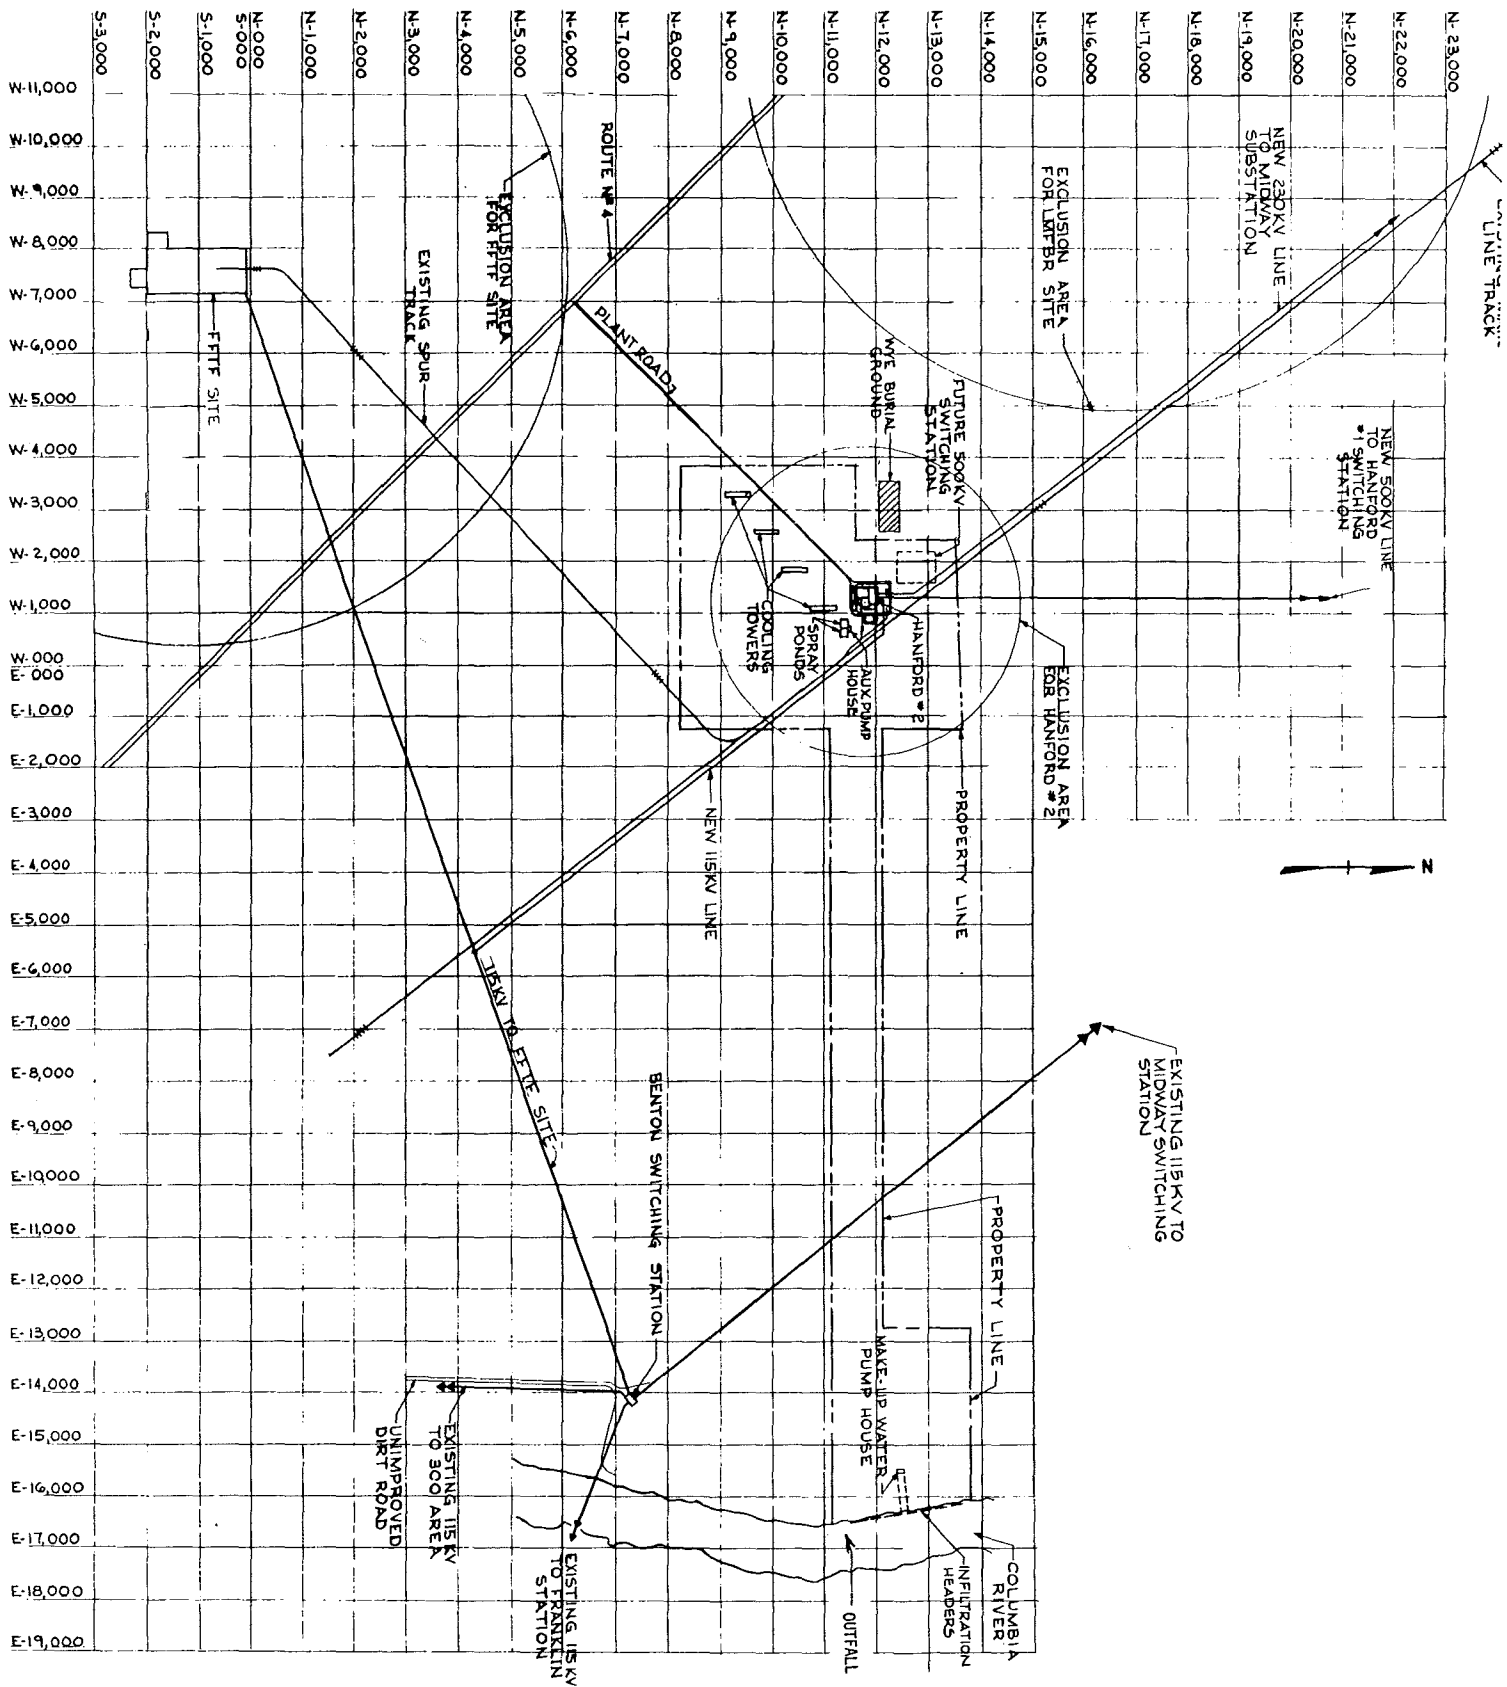 S-3,000
S-2,000
S-1,000
S-000
N-000
N-1,000
N-2,000
N-3,000
N-4,000
N-5,000
N-6,000
N-7,000
N-8,000
N-9,000
N-10,000
N-11,000
N-12,000
N-13,000
N-14,000
N-15,000
N-16,000
N-17,000
N-18,000
N-19,000
N-20,000
N-21,000
N-22,000
N-23,000
W-11,000
W-10,000
W-9,000
W-8,000
W-7,000
W-6,000
W-5,000
W-4,000
W-3,000
W-2,000
W-1,000
W-000
E-000
E-1,000
E-2,000
E-3,000
E-4,000
E-5,000
E-6,000
E-7,000
E-8,000
E-9,000
E-10,000
E-11,000
E-12,000
E-13,000
E-14,000
E-15,000
E-16,000
E-17,000
E-18,000
E-19,000
LINE TRACK
NEW 230KV LINE
TO MIDWAY
SUBSTATION
EXCLUSION AREA
FOR LMFBR SITE
ROUTE Nº 4
EXCLUSION AREA
FOR FFTF SITE
EXISTING SPUR
TRACK
FFTF SITE
PLANT ROAD
WYE BURIAL
GROUND
FUTURE 500KV
SWITCHING
STATION
NEW 500KV LINE
TO HANFORD
#1 SWITCHING
STATION
COOLING
TOWERS
SPRAY
PONDS
AUX. PUMP
HOUSE
HANFORD #2
EXCLUSION AREA
FOR HANFORD #2
PROPERTY LINE
NEW 115KV LINE
N
115KV TO F.F.T.F. SITE
BENTON SWITCHING STATION
EXISTING 115KV TO
MIDWAY SWITCHING
STATION
PROPERTY LINE
MAKE-UP WATER
PUMP HOUSE
EXISTING 115KV
TO 300 AREA
UNIMPROVED
DIRT ROAD
EXISTING 115KV
TO FRANKLIN
STATION
OUTFALL
INFILTRATION
HEADERS
COLUMBIA
RIVER